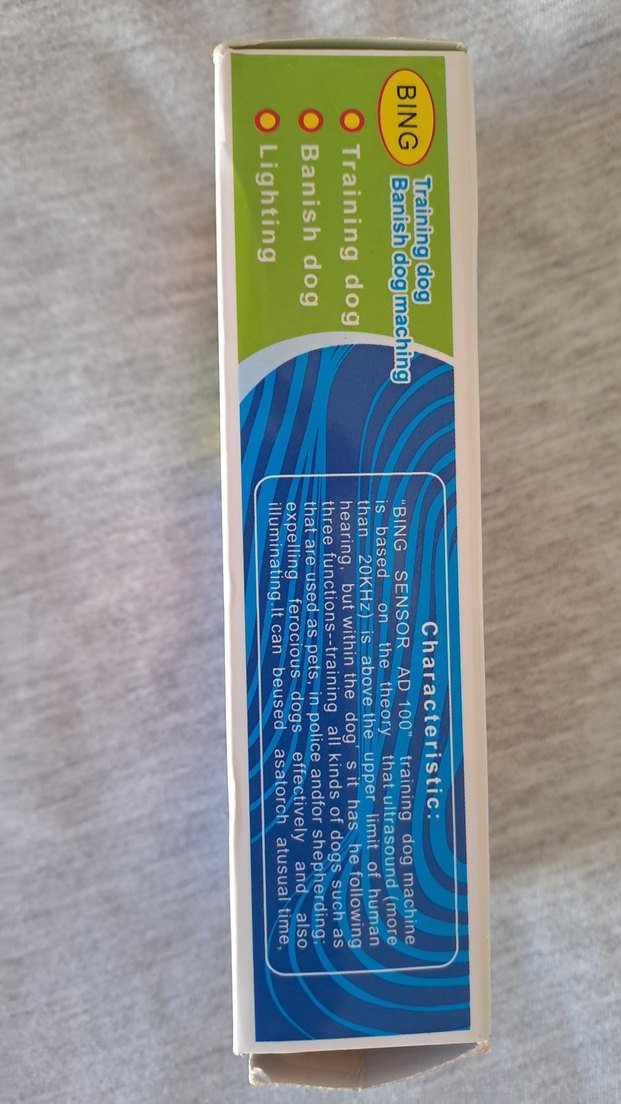 BING
Training dog
Banish dog maching
Training dog
Banish dog
Lighting
Characteristic:
"BING SENSOR AD 100" training dog machine
is based on the theory that ultrasound (more
than 20KHz) is above the upper limit of human
hearing, but within the dog's it has he following
three functions--training all kinds of dogs such as
that are used as pets, in police andfor shepherding;
expelling ferocious dogs effectively and also
illuminating.It can beused asatorch atusual time,